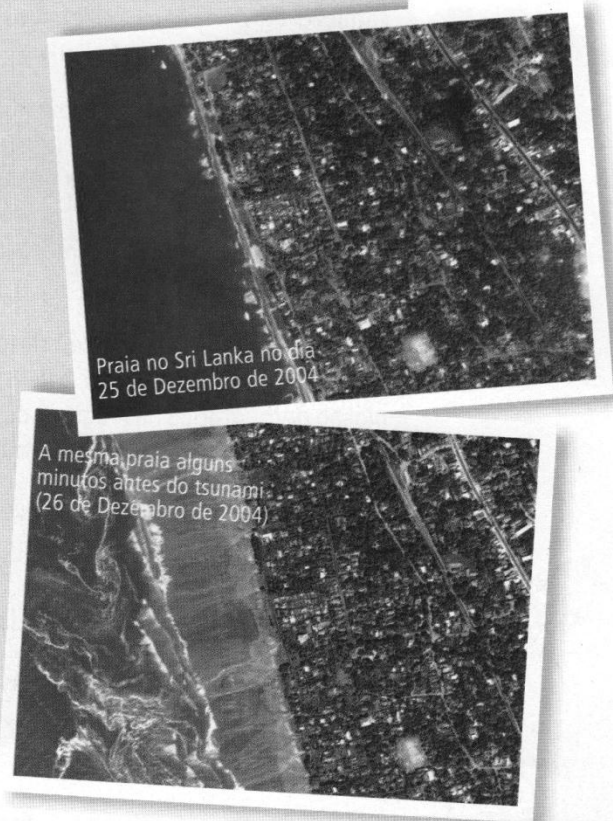 Praia no Sri Lanka no dia
25 de Dezembro de 2004
A mesma praia alguns
minutos antes do tsunami
(26 de Dezembro de 2004)